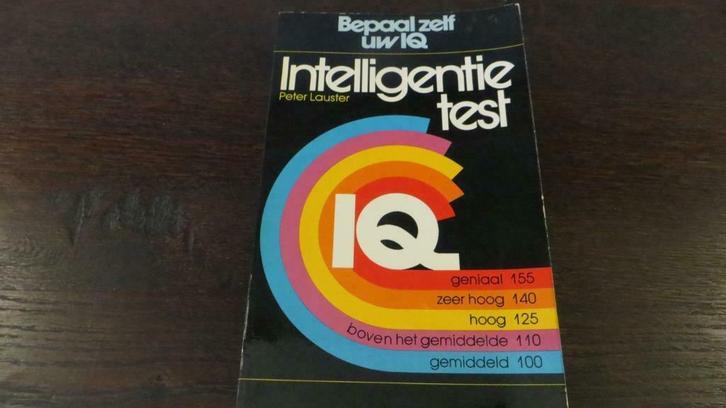 Bepaal zelf
uw IQ
Intelligentie
Peter Lauster
test
IQ
geniaal 155
zeer hoog 140
hoog 125
boven het gemiddelde 110
gemiddeld 100